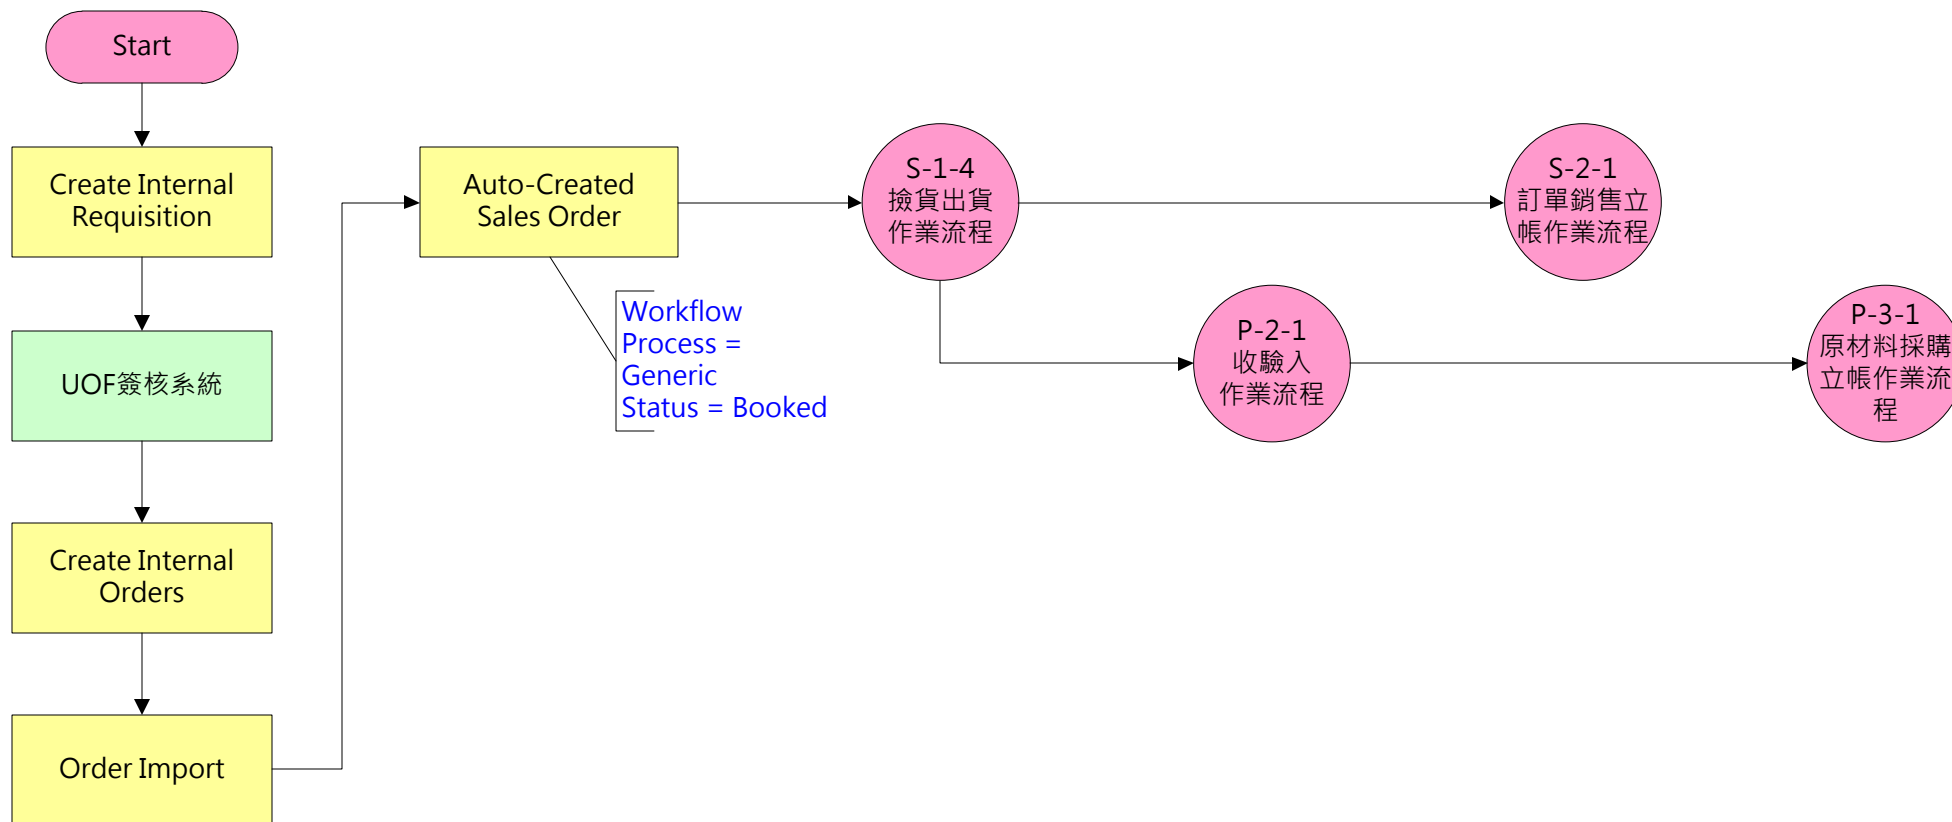 Start
Create Internal
Requisition
UOF簽核系統
Create Internal
Orders
Order Import
Auto-Created
Sales Order
Workflow
Process =
Generic
Status = Booked
S-1-4
撿貨出貨
作業流程
S-2-1
訂單銷售立
帳作業流程
P-2-1
收驗入
作業流程
P-3-1
原材料採購
立帳作業流
程